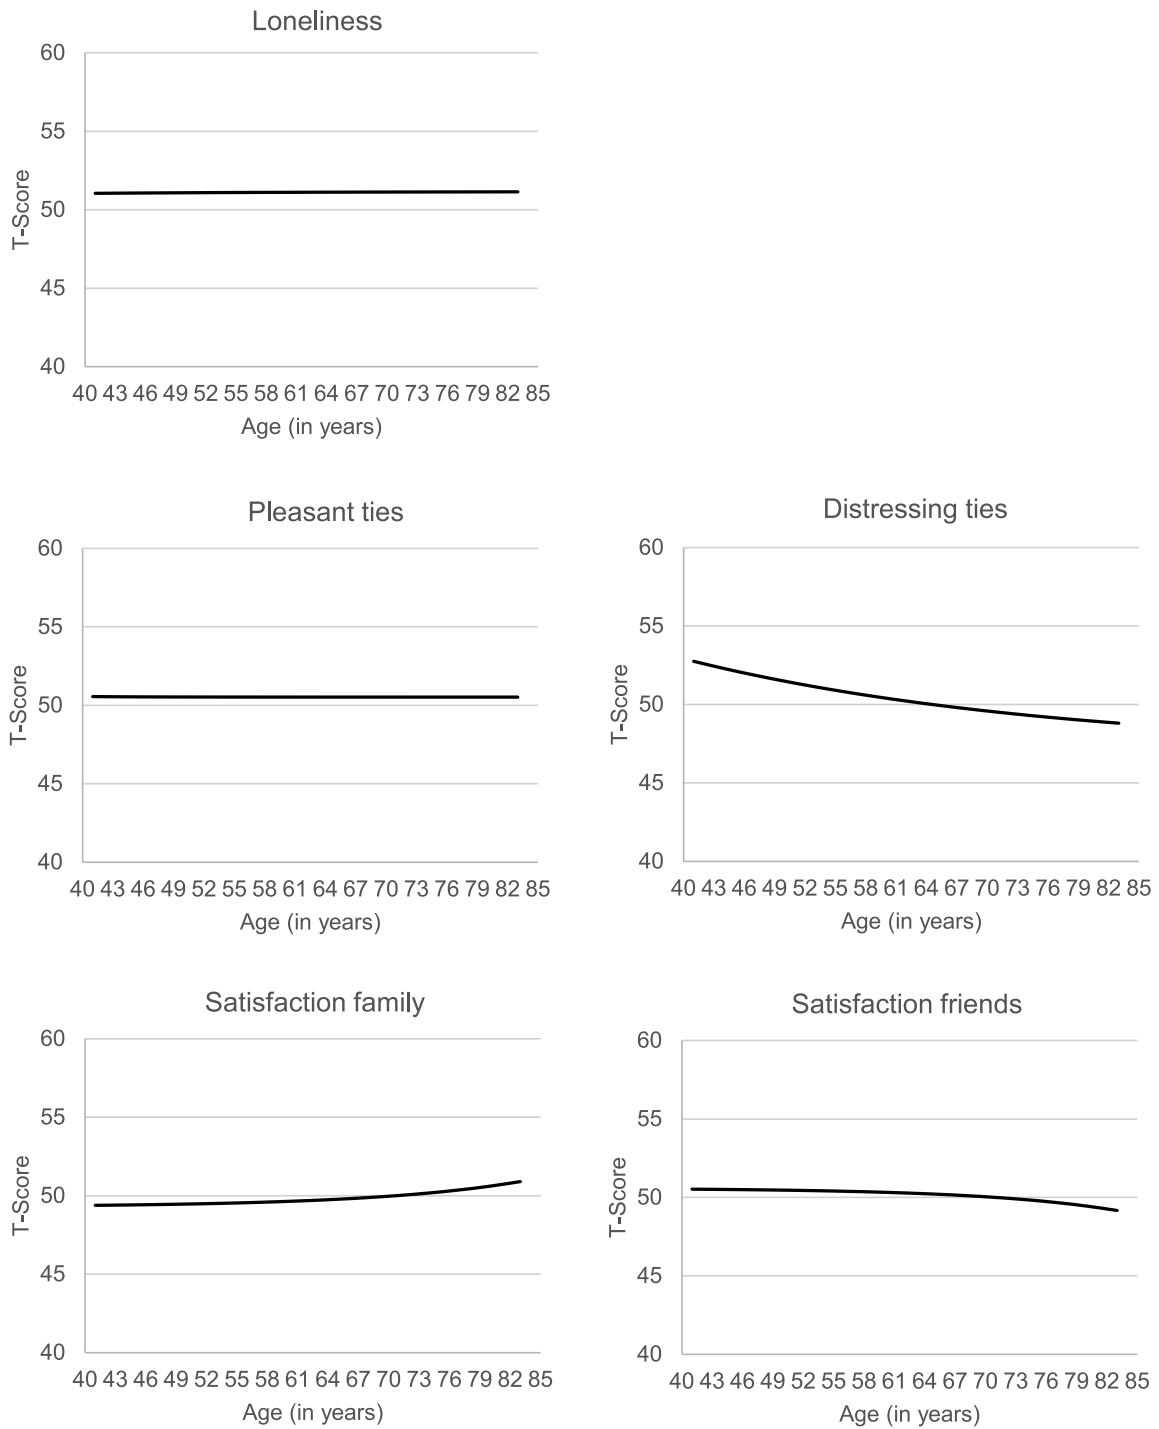 Loneliness
60
55
50
45
40
T-Score
40 43 46 49 52 55 58 61 64 67 70 73 76 79 82 85
Age (in years)
Pleasant ties
60
55
50
45
40
T-Score
40 43 46 49 52 55 58 61 64 67 70 73 76 79 82 85
Age (in years)
Distressing ties
60
55
50
45
40
T-Score
40 43 46 49 52 55 58 61 64 67 70 73 76 79 82 85
Age (in years)
Satisfaction family
60
55
50
45
40
T-Score
40 43 46 49 52 55 58 61 64 67 70 73 76 79 82 85
Age (in years)
Satisfaction friends
60
55
50
45
40
T-Score
40 43 46 49 52 55 58 61 64 67 70 73 76 79 82 85
Age (in years)